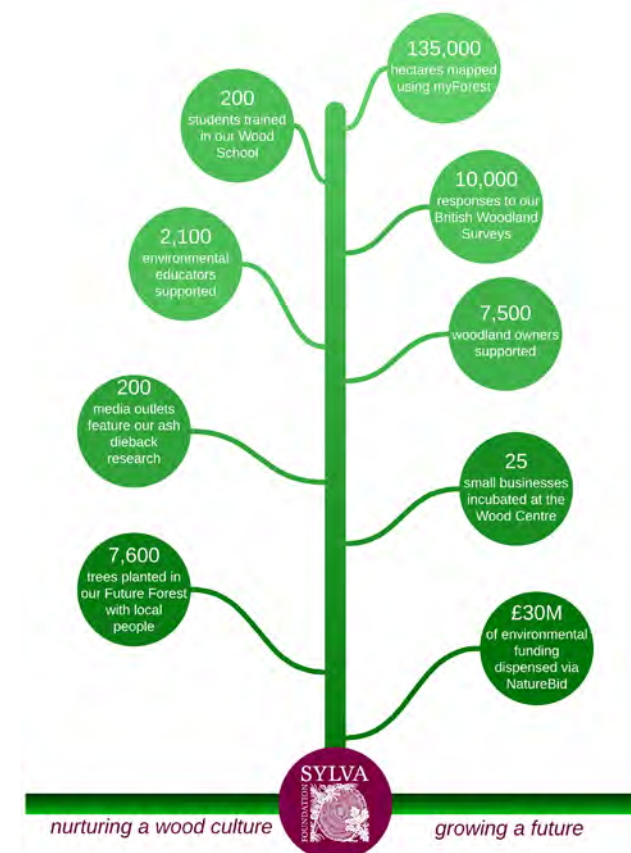 135,000
hectares mapped
using myForest
200
students trained
in our Wood
School
10,000
responses to our
British Woodland
Surveys
2,100
environmental
educators
supported
7,500
woodland owners
supported
200
media outlets
feature our ash
dieback
research
25
small businesses
incubated at the
Wood Centre
7,600
trees planted in
our Future Forest
with local
people
£30M
of environmental
funding
dispensed via
NatureBid
SYLVA
FOUNDATION
nurturing a wood culture
growing a future